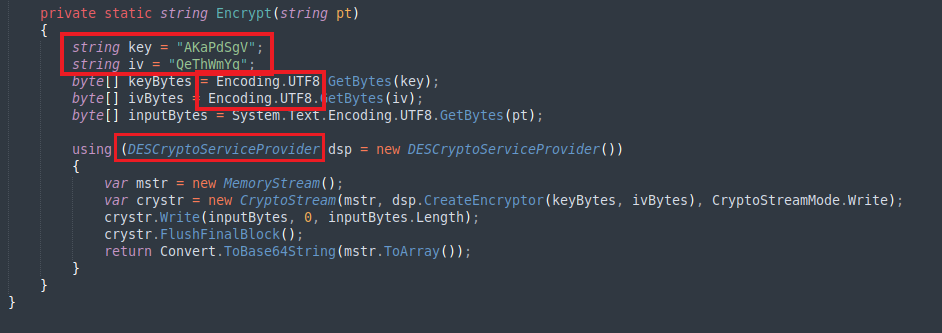 private static string Encrypt(string pt)
{
string key = "AKaPdSgV";
string iv = "QeThWmYq";
byte[] keyBytes = Encoding.UTF8.GetBytes(key);
byte[] ivBytes = Encoding.UTF8.GetBytes(iv);
byte[] inputBytes = System.Text.Encoding.UTF8.GetBytes(pt);
using (DESCryptoServiceProvider dsp = new DESCryptoServiceProvider())
{
var mstr = new MemoryStream();
var crystr = new CryptoStream(mstr, dsp.CreateEncryptor(keyBytes, ivBytes), CryptoStreamMode.Write);
crystr.Write(inputBytes, 0, inputBytes.Length);
crystr.FlushFinalBlock();
return Convert.ToBase64String(mstr.ToArray());
}
}
}